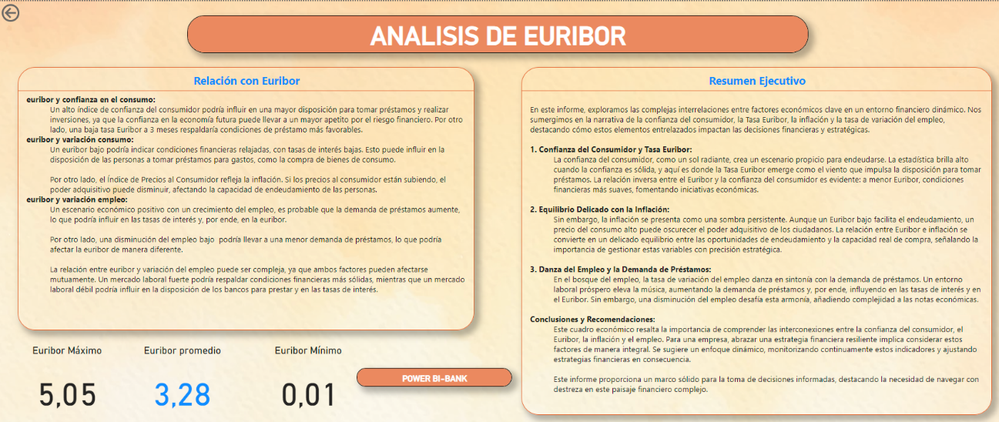 ANALISIS DE EURIBOR
Relación con Euribor
euribor y confianza en el consumo:
Un alto índice de confianza del consumidor podría influir en una mayor disposición para tomar préstamos y realizar
inversiones, ya que la confianza en la economía futura puede llevar a un mayor apetito por el riesgo financiero. Por otro
lado, una baja tasa Euribor a 3 meses respaldaría condiciones de préstamo más favorables.
euribor y variación consumo:
Un euribor bajo podría indicar condiciones financieras relajadas, con tasas de interés bajas. Esto puede influir en la
disposición de las personas a tomar préstamos para gastos, como la compra de bienes de consumo.
Por otro lado, el Índice de Precios al Consumidor refleja la inflación. Si los precios al consumidor están subiendo, el
poder adquisitivo puede disminuir, afectando la capacidad de endeudamiento de las personas.
euribor y variación empleo:
Un escenario económico positivo con un crecimiento del empleo, es probable que la demanda de préstamos aumente,
lo que podría influir en las tasas de interés y, por ende, en la euribor.
Por otro lado, una disminución del empleo bajo podría llevar a una menor demanda de préstamos, lo que podría
afectar la euribor de manera diferente.
La relación entre euribor y variación del empleo puede ser compleja, ya que ambos factores pueden afectarse
mutuamente. Un mercado laboral fuerte podría respaldar condiciones financieras más sólidas, mientras que un mercado
laboral débil podría influir en la disposición de los bancos para prestar y en las tasas de interés.
Euribor Máximo
5,05
Euribor promedio
3,28
Euribor Mínimo
0,01
POWER BI-BANK
Resumen Ejecutivo
En este informe, exploramos las complejas interrelaciones entre factores económicos clave en un entorno financiero dinámico. Nos
sumergimos en la narrativa de la confianza del consumidor, la Tasa Euribor, la inflación y la tasa de variación del empleo,
destacando cómo estos elementos entrelazados impactan las decisiones financieras y estratégicas.
1. Confianza del Consumidor y Tasa Euribor:
La confianza del consumidor, como un sol radiante, crea un escenario propicio para endeudarse. La estadística brilla alto
cuando la confianza es sólida, y aquí es donde la Tasa Euribor emerge como el viento que impulsa la disposición para tomar
préstamos. La relación inversa entre el Euribor y la confianza del consumidor es evidente: a menor Euribor, condiciones
financieras más suaves, fomentando iniciativas económicas.
2. Equilibrio Delicado con la Inflación:
Sin embargo, la inflación se presenta como una sombra persistente. Aunque un Euribor bajo facilita el endeudamiento, un
precio del consumo alto puede oscurecer el poder adquisitivo de los ciudadanos. La relación entre Euribor e inflación se
convierte en un delicado equilibrio entre las oportunidades de endeudamiento y la capacidad real de compra, señalando la
importancia de gestionar estas variables con precisión estratégica.
3. Danza del Empleo y la Demanda de Préstamos:
En el bosque del empleo, la tasa de variación del empleo danza en sintonía con la demanda de préstamos. Un entorno
laboral próspero eleva la música, aumentando la demanda de préstamos y, por ende, influyendo en las tasas de interés y en
el Euribor. Sin embargo, una disminución del empleo desafía esta armonía, añadiendo complejidad a las notas económicas.
Conclusiones y Recomendaciones:
Este cuadro económico resalta la importancia de comprender las interconexiones entre la confianza del consumidor, el
Euribor, la inflación y el empleo. Para una empresa, abrazar una estrategia financiera resiliente implica considerar estos
factores de manera integral. Se sugiere un enfoque dinámico, monitorizando continuamente estos indicadores y ajustando
estrategias financieras en consecuencia.
Este informe proporciona un marco sólido para la toma de decisiones informadas, destacando la necesidad de navegar con
destreza en este paisaje financiero complejo.